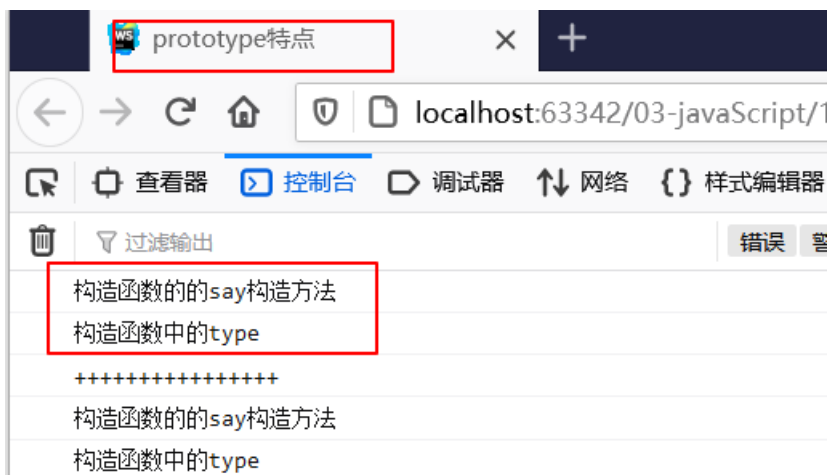 WS prototype特点
localhost:63342/03-javaScript/1
查看器 控制台 调试器 网络 {} 样式编辑器
过滤输出 错误 警
构造函数的的say构造方法
构造函数中的type
++++++++++++++++
构造函数的的say构造方法
构造函数中的type